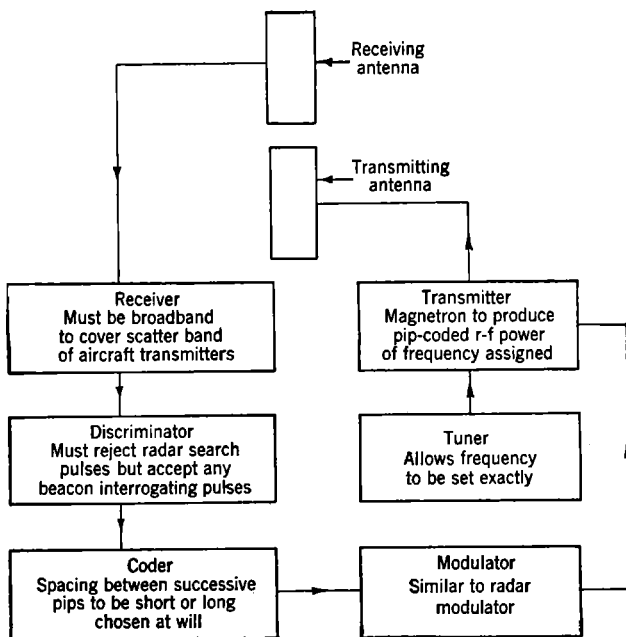 Receiving
antenna
Transmitting
antenna
Receiver
Must be broadband
to cover scatter band
of aircraft transmitters
Transmitter
Magnetron to produce
pip-coded r-f power
of frequency assigned
Discriminator
Must reject radar search
pulses but accept any
beacon interrogating pulses
Tuner
Allows frequency
to be set exactly
Coder
Spacing between successive
pips to be short or long
chosen at will
Modulator
Similar to radar
modulator